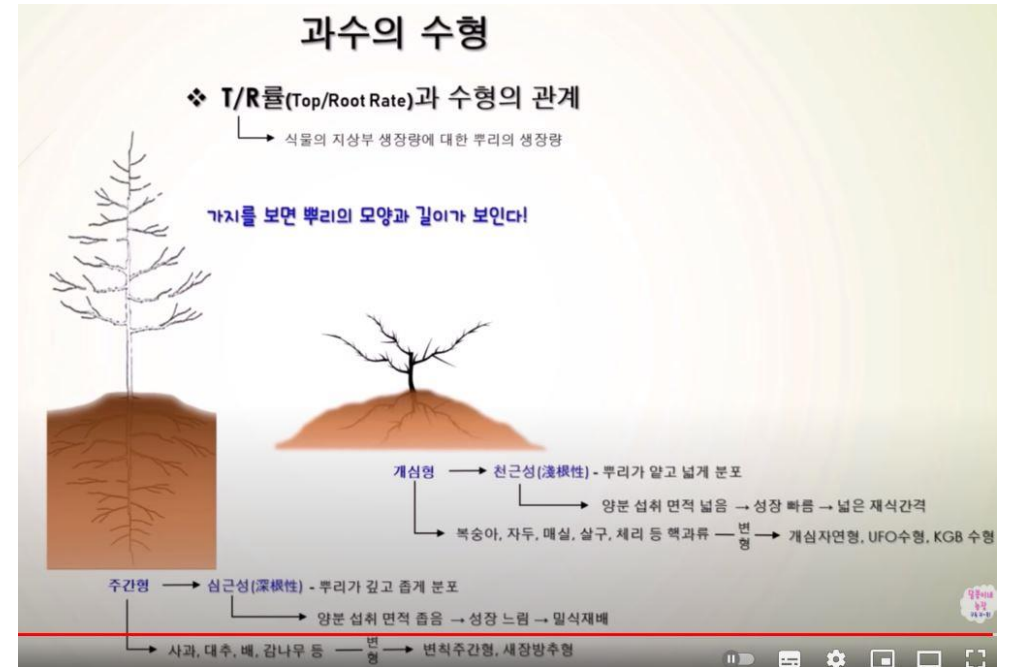 과수의 수형
❖ T/R률(Top/Root Rate)과 수형의 관계
식물의 지상부 생장량에 대한 뿌리의 생장량
가지를 보면 뿌리의 모양과 길이가 보인다!
개심형 → 천근성(淺根性) - 뿌리가 얕고 넓게 분포
양분 섭취 면적 넓음 → 성장 빠름 → 넓은 재식간격
복숭아, 자두, 매실, 살구, 체리 등 핵과류 — 변형 → 개심자연형, UFO수형, KGB 수형
주간형 → 심근성(深根性) - 뿌리가 깊고 좁게 분포
양분 섭취 면적 좁음 → 성장 느림 → 밀식재배
사과, 대추, 배, 감나무 등 — 변형 → 변칙주간형, 세장방추형